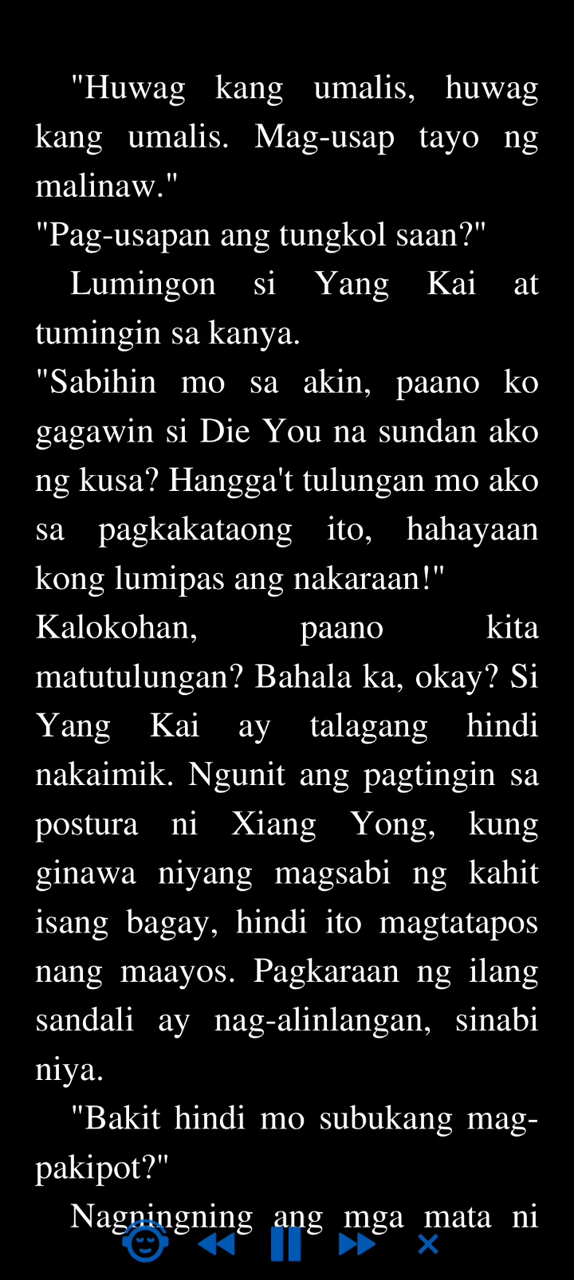 "Huwag kang umalis, huwag
kang umalis. Mag-usap tayo ng
malinaw."
"Pag-usapan ang tungkol saan?"
Lumingon si Yang Kai at
tumingin sa kanya.
"Sabihin mo sa akin, paano ko
gagawin si Die You na sundan ako
ng kusa? Hangga't tulungan mo ako
sa pagkakataong ito, hahayaan
kong lumipas ang nakaraan!"
Kalokohan, paano kita
matutulungan? Bahala ka, okay? Si
Yang Kai ay talagang hindi
nakaimik. Ngunit ang pagtingin sa
postura ni Xiang Yong, kung
ginawa niyang magsabi ng kahit
isang bagay, hindi ito magtatapos
nang maayos. Pagkaraan ng ilang
sandali ay nag-alinlangan, sinabi
niya.
"Bakit hindi mo subukang mag-
pakipot?"
Nagningning ang mga mata ni